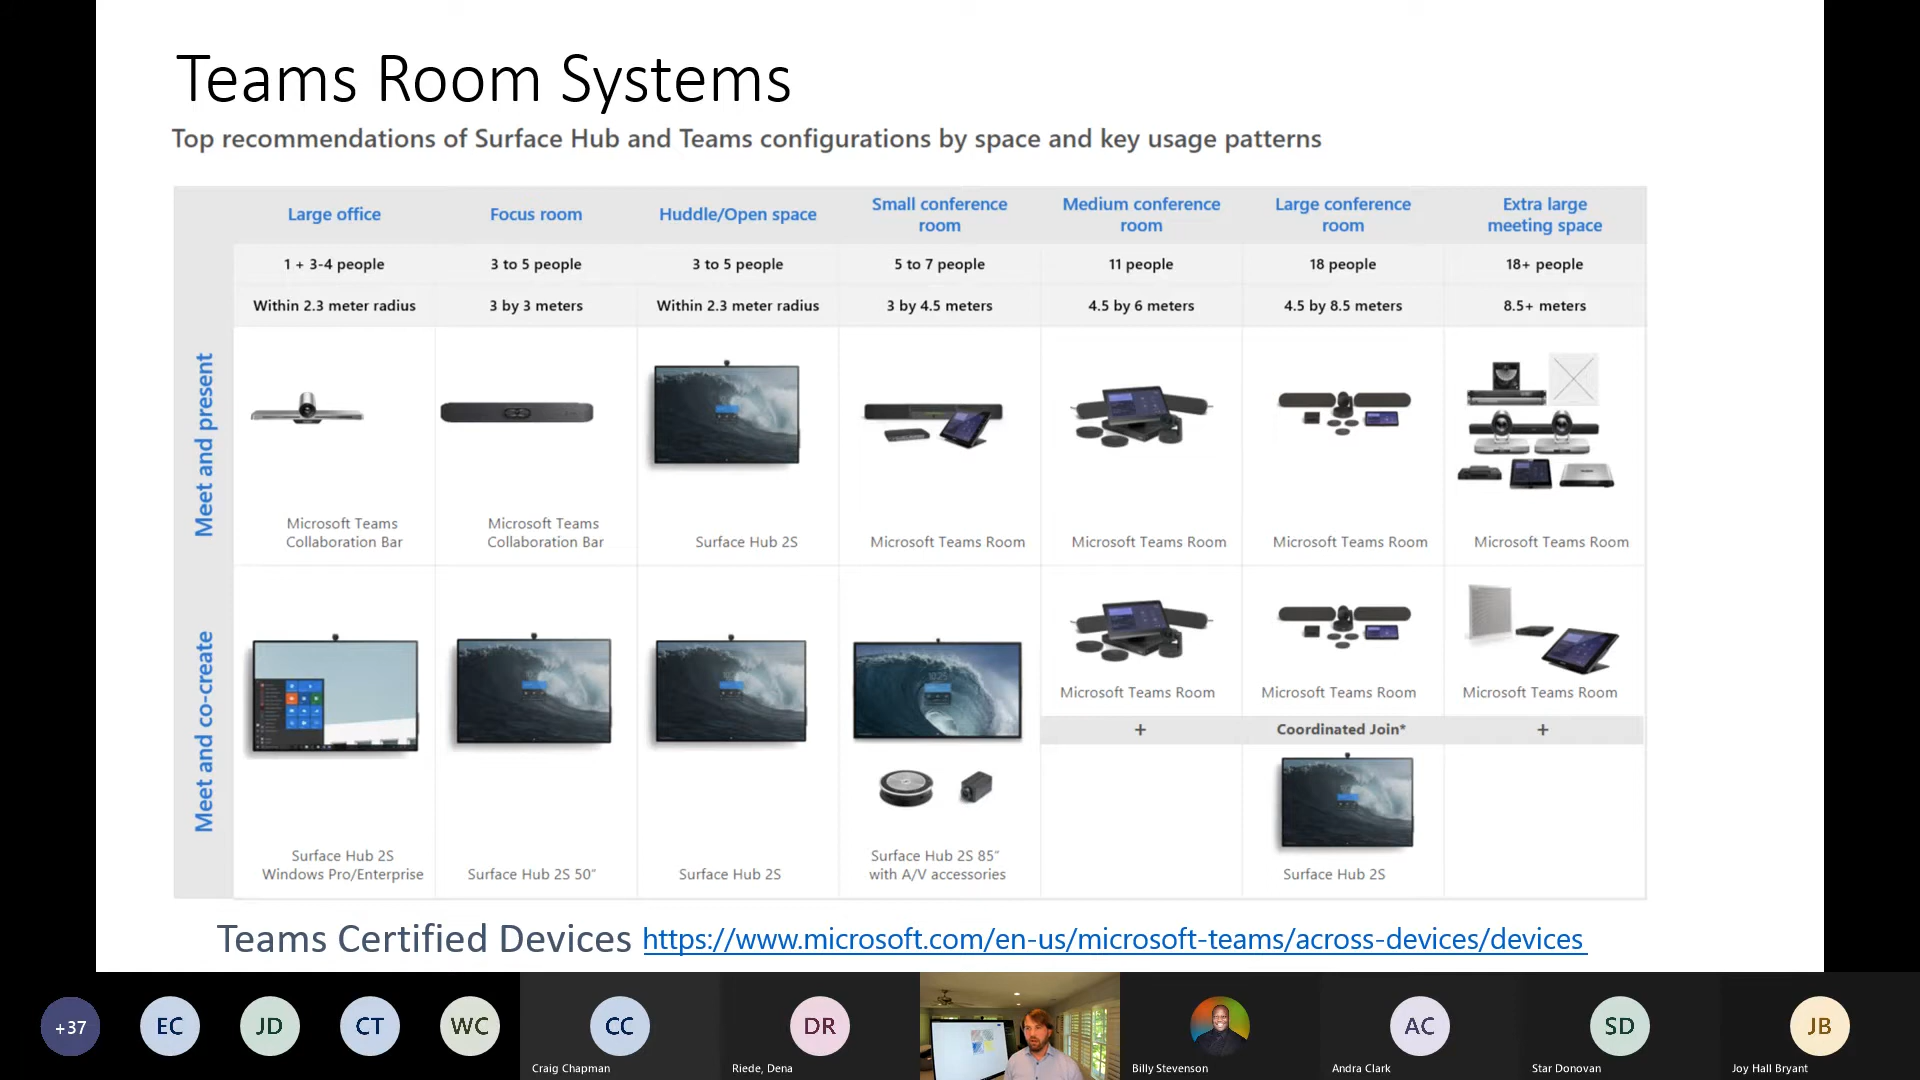 Teams Room Systems
Top recommendations of Surface Hub and Teams configurations by space and key usage patterns
Large office
Focus room
Huddle/Open space
Small conference
room
Medium conference
room
Large conference
room
Extra large
meeting space
1 + 3-4 people
3 to 5 people
3 to 5 people
5 to 7 people
11 people
18 people
18+ people
Within 2.3 meter radius
3 by 3 meters
Within 2.3 meter radius
3 by 4.5 meters
4.5 by 6 meters
4.5 by 8.5 meters
8.5+ meters
Meet and present
Microsoft Teams
Collaboration Bar
Microsoft Teams
Collaboration Bar
Surface Hub 2S
Microsoft Teams Room
Microsoft Teams Room
Microsoft Teams Room
Microsoft Teams Room
Meet and co-create
Surface Hub 2S
Windows Pro/Enterprise
Surface Hub 2S 50"
Surface Hub 2S
Surface Hub 2S 85"
with A/V accessories
Microsoft Teams Room
Microsoft Teams Room
Microsoft Teams Room
+
Coordinated Join*
+
Surface Hub 2S
Teams Certified Devices https://www.microsoft.com/en-us/microsoft-teams/across-devices/devices
+37
EC
JD
CT
WC
CC
Craig Chapman
DR
Riede, Dena
Billy Stevenson
AC
Andra Clark
SD
Star Donovan
JB
Joy Hall Bryant